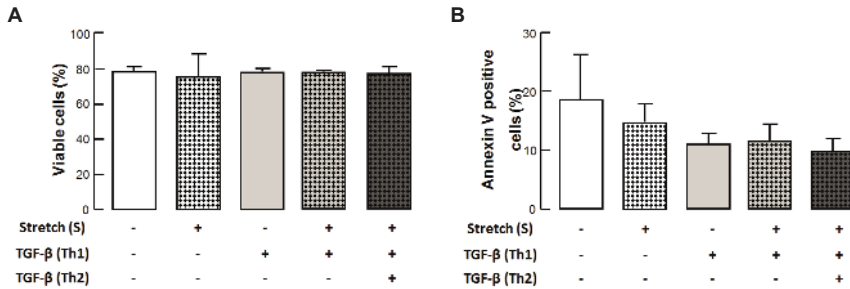 A
Viable cells (%)
100
80
60
40
20
0
Stretch (S) - + - + +
TGF-β (Th1) - - + + +
TGF-β (Th2) - - - - +
B
Annexin V positive
cells (%)
30
20
10
0
Stretch (S) - + - + +
TGF-β (Th1) - - + + +
TGF-β (Th2) - - - - +